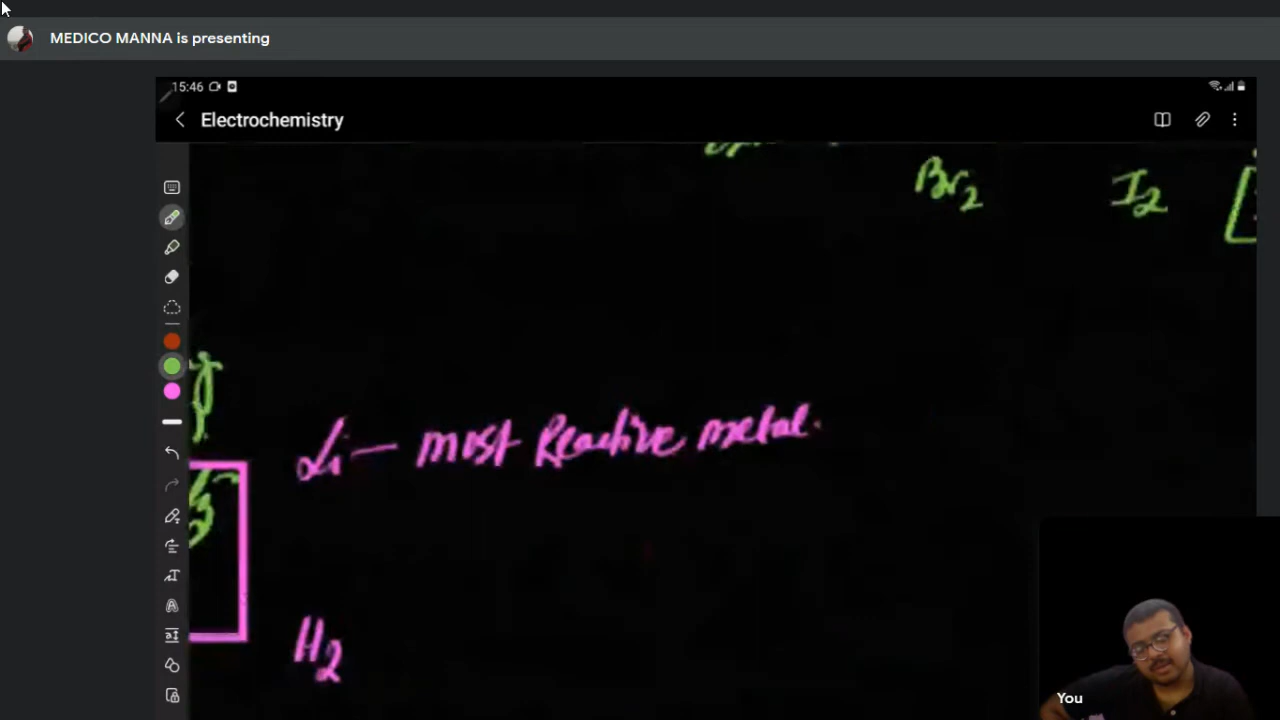 MEDICO MANNA is presenting
15:46
Electrochemistry
Br2
I2
Li — most Reactive metal.
H2
You